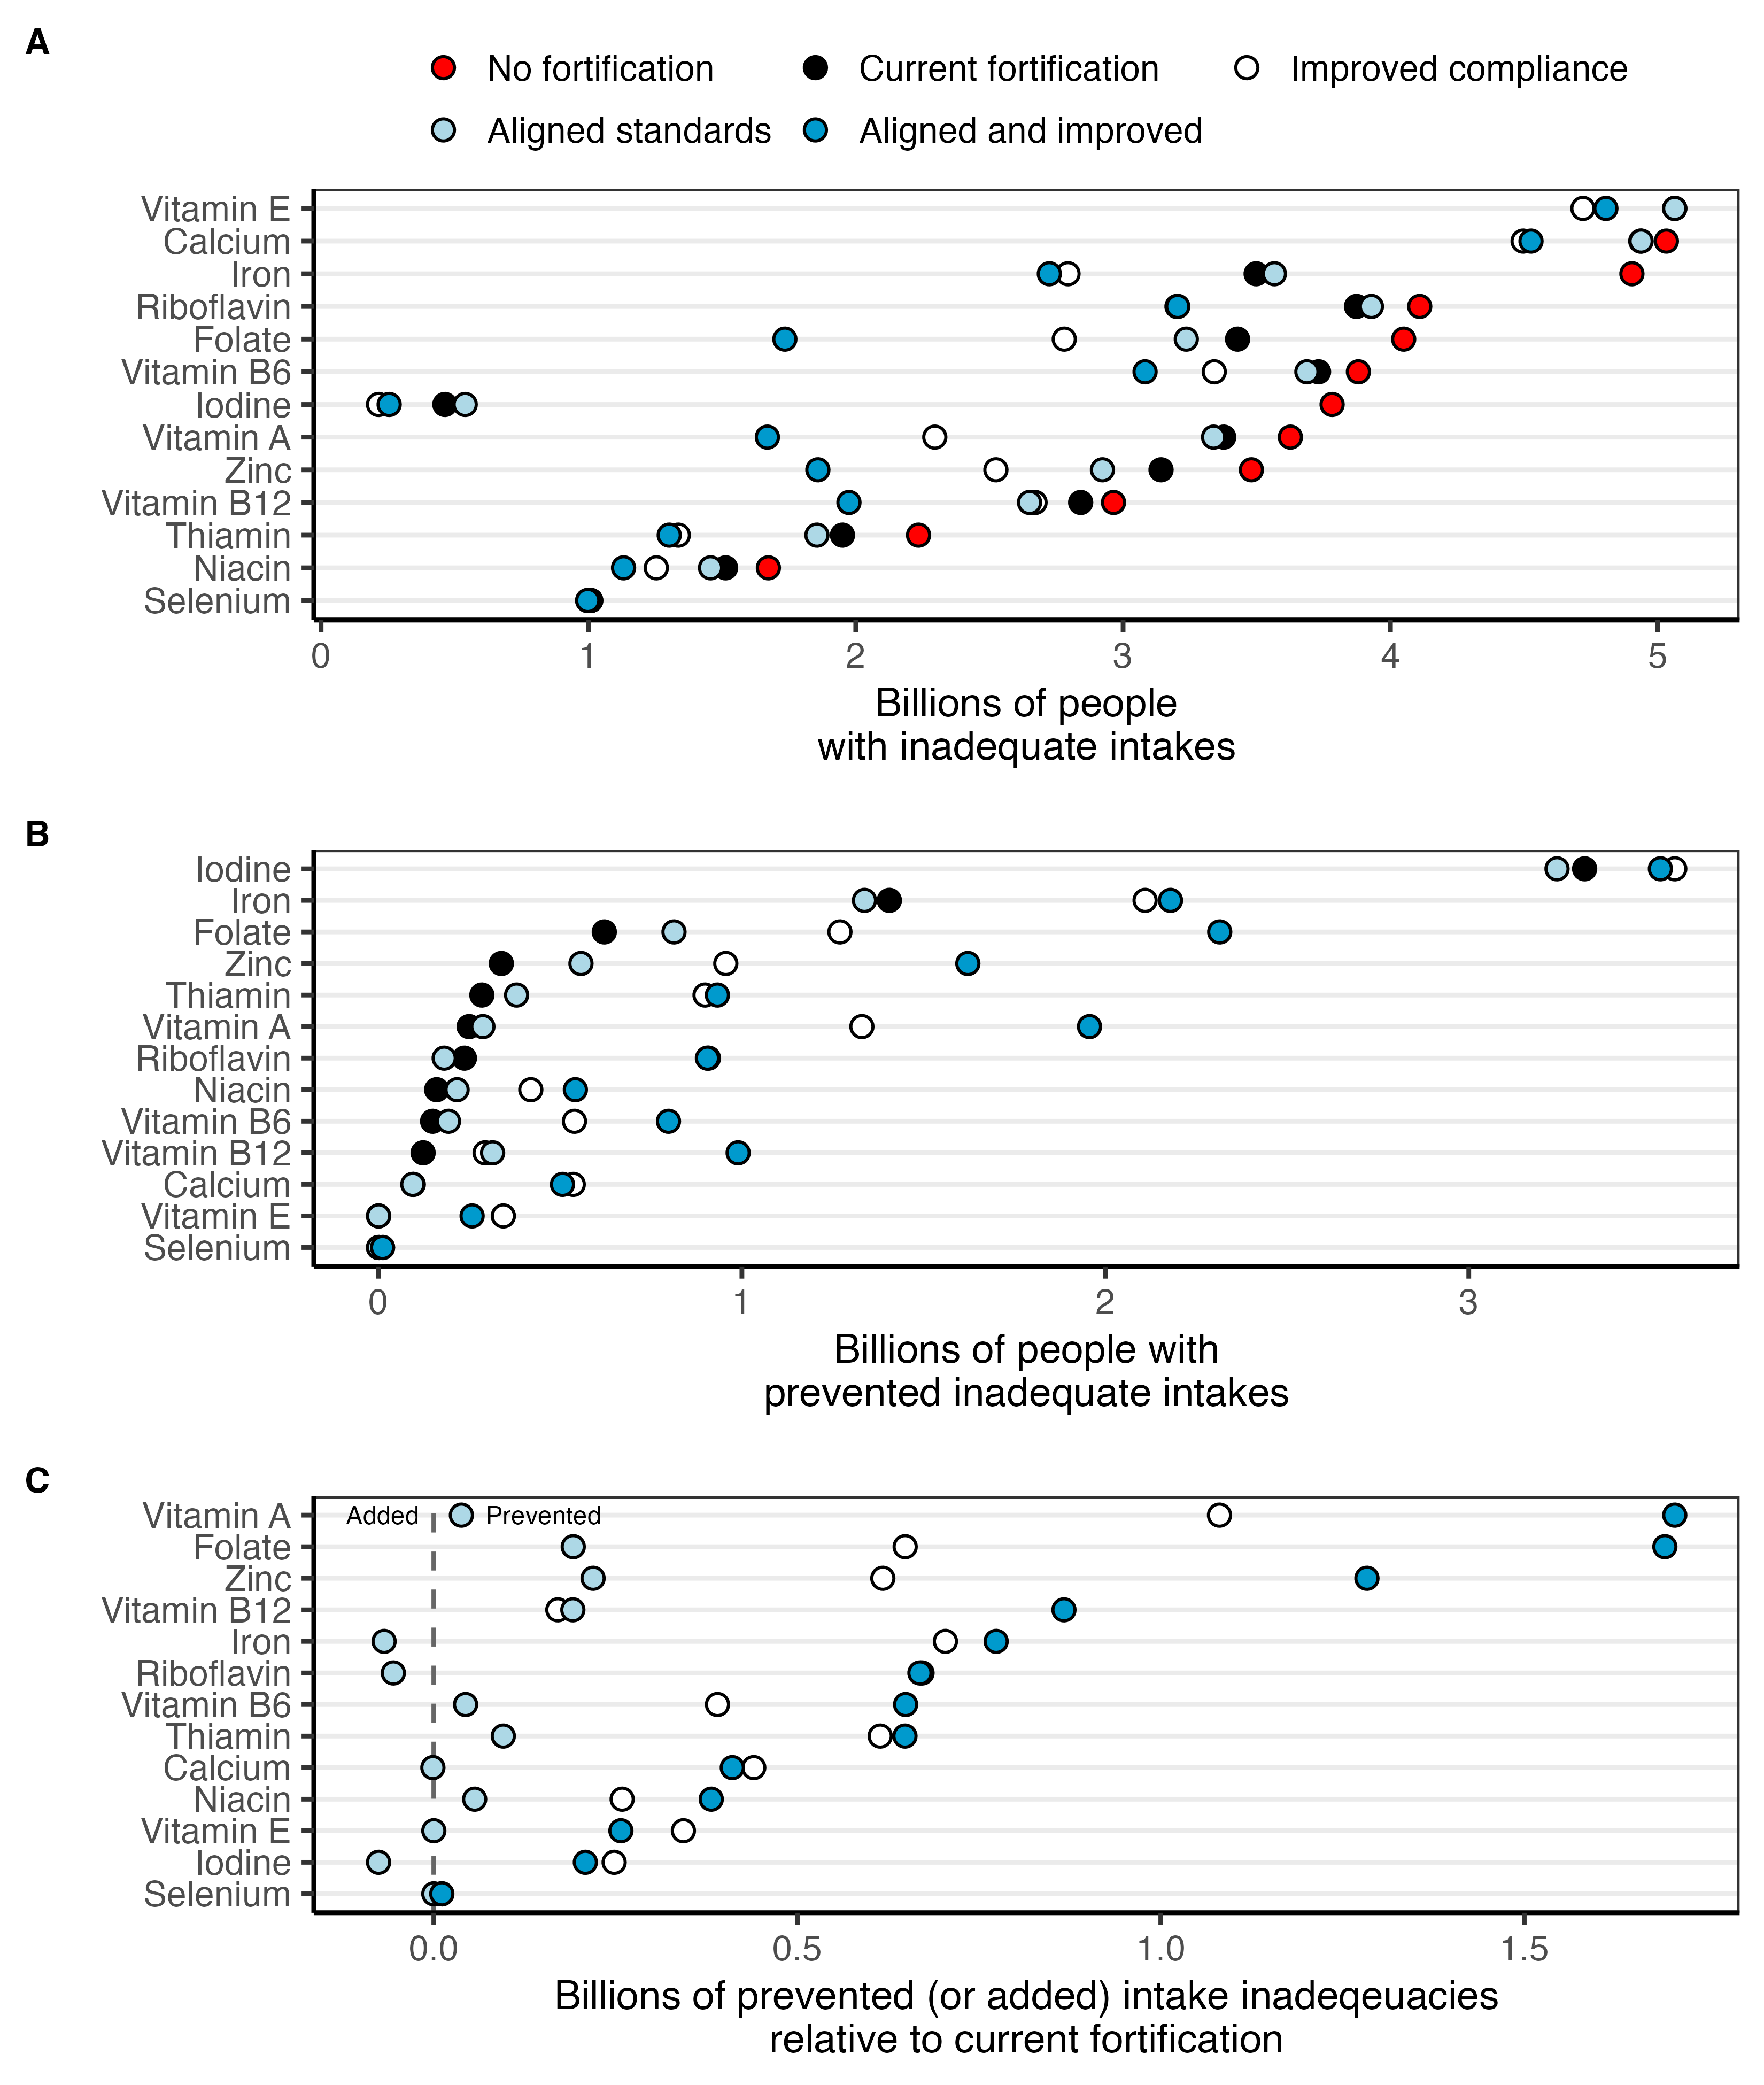 A
No fortification
Current fortification
Improved compliance
Aligned standards
Aligned and improved
Vitamin E
Calcium
Iron
Riboflavin
Folate
Vitamin B6
Iodine
Vitamin A
Zinc
Vitamin B12
Thiamin
Niacin
Selenium
0 1 2 3 4 5
Billions of people
with inadequate intakes
B
Iodine
Iron
Folate
Zinc
Thiamin
Vitamin A
Riboflavin
Niacin
Vitamin B6
Vitamin B12
Calcium
Vitamin E
Selenium
0 1 2 3
Billions of people with
prevented inadequate intakes
C
Vitamin A
Added Prevented
Folate
Zinc
Vitamin B12
Iron
Riboflavin
Vitamin B6
Thiamin
Calcium
Niacin
Vitamin E
Iodine
Selenium
0.0 0.5 1.0 1.5
Billions of prevented (or added) intake inadeqeuacies
relative to current fortification